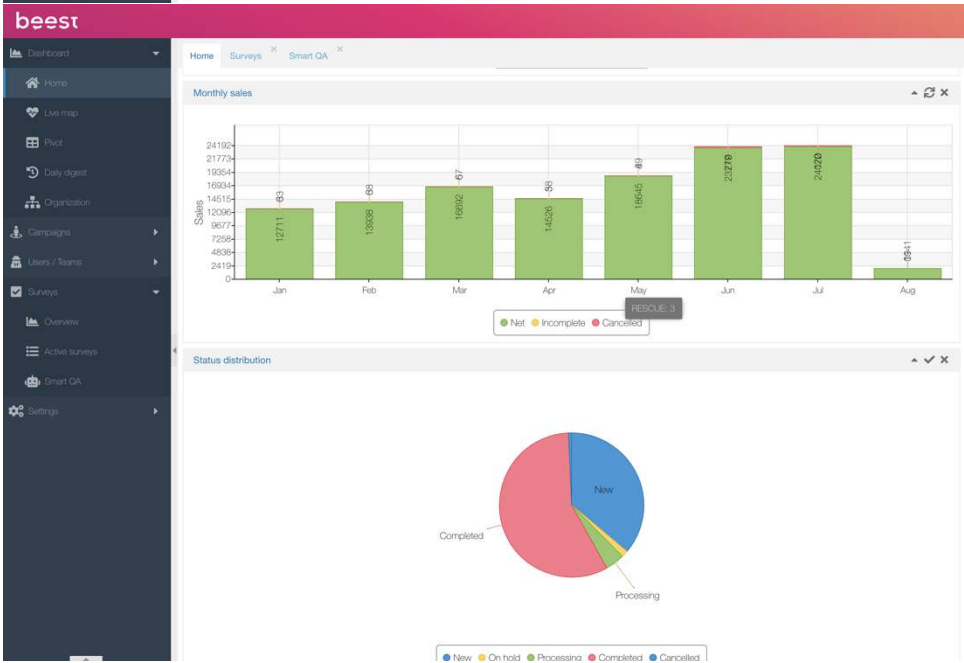 beest
Dashboard
Home
Live map
Pivot
Daily digest
Organization
Campaigns
Users / Teams
Surveys
Overview
Active surveys
Smart QA
Settings
Home Surveys Smart QA
Monthly sales
Sales
24192
21773
19354
16934
14515
12096
9677
7258
4838
2419
0
12711
13938
16692
14526
18645
67
Jan Feb Mar Apr May Jun Jul Aug
RESCUE: 3
Net Incomplete Cancelled
Status distribution
New
Completed
Processing
New On hold Processing Completed Cancelled